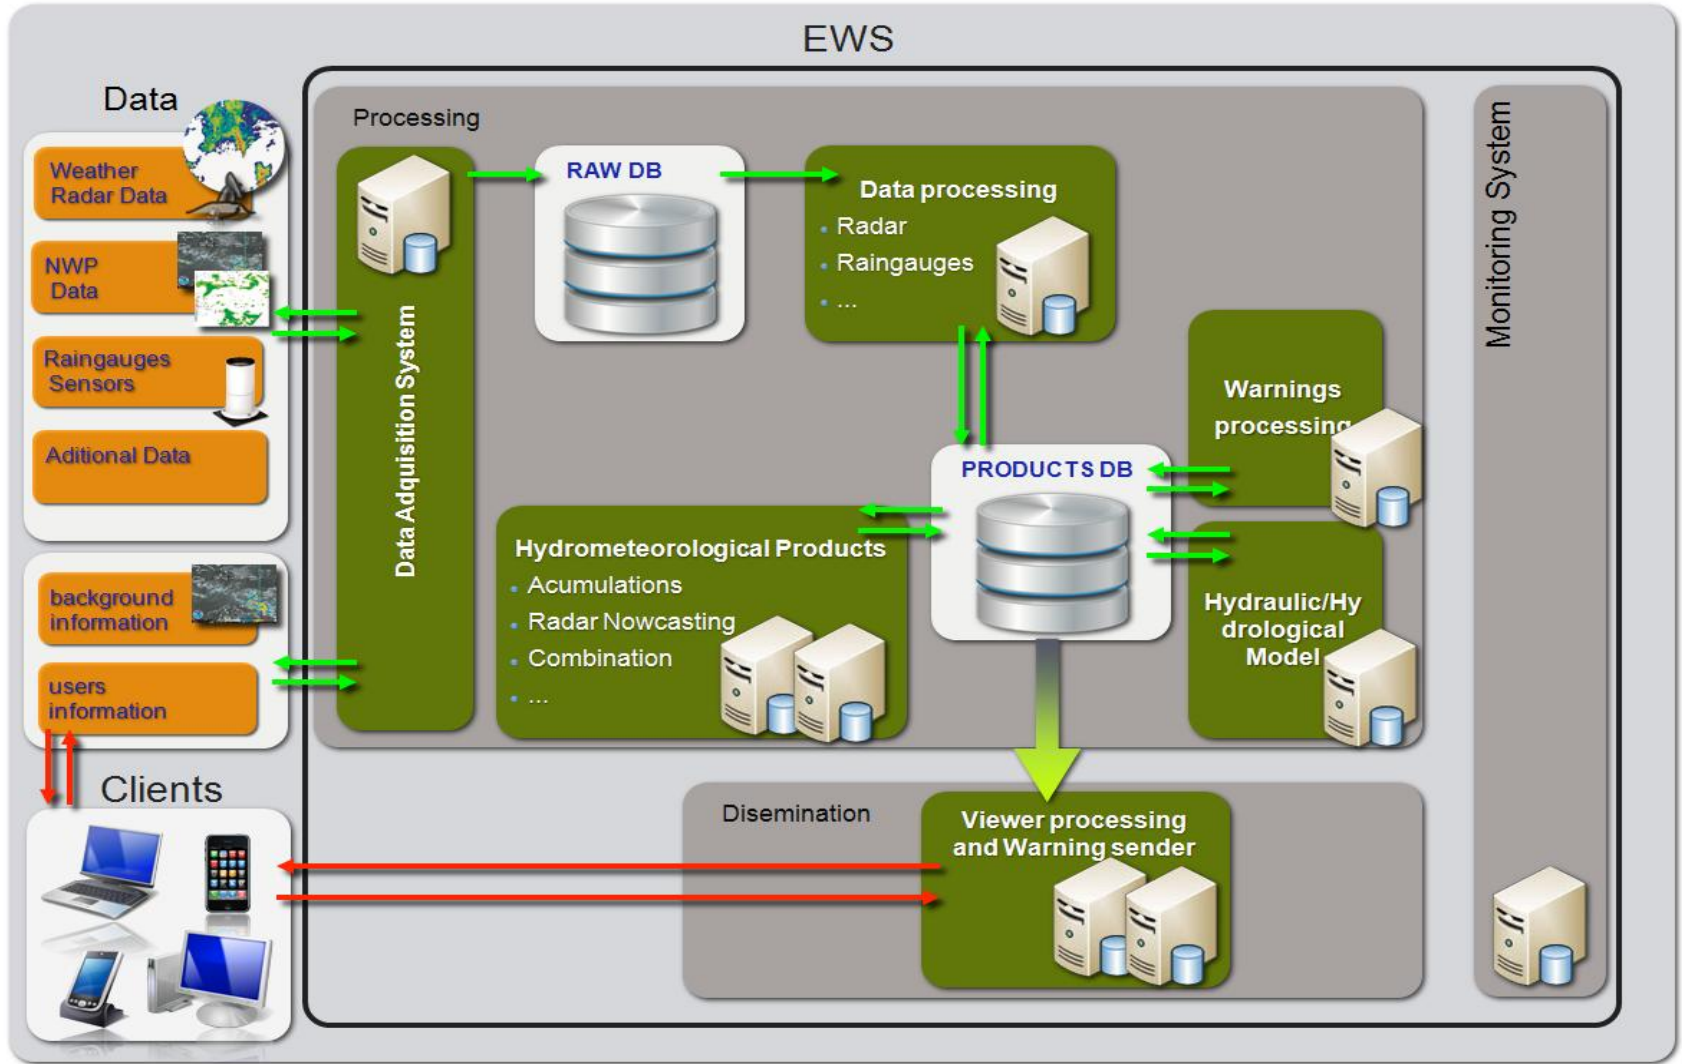 EWS
Data
Weather
Radar Data
NWP
Data
Raingauges
Sensors
Aditional Data
background
information
users
information
Clients
Processing
Data Adquisition System
RAW DB
Data processing
Radar
Raingauges
...
Warnings
processing
PRODUCTS DB
Hydrometeorological Products
Acumulations
Radar Nowcasting
Combination
...
Hydraulic/Hy
drological
Model
Disemination
Viewer processing
and Warning sender
Monitoring System